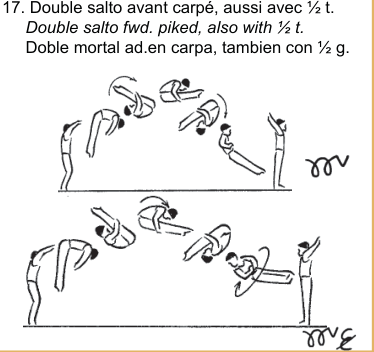 17. Double salto avant carpé, aussi avec ½ t.
Double salto fwd. piked, also with ½ t.
Doble mortal ad.en carpa, tambien con ½ g.